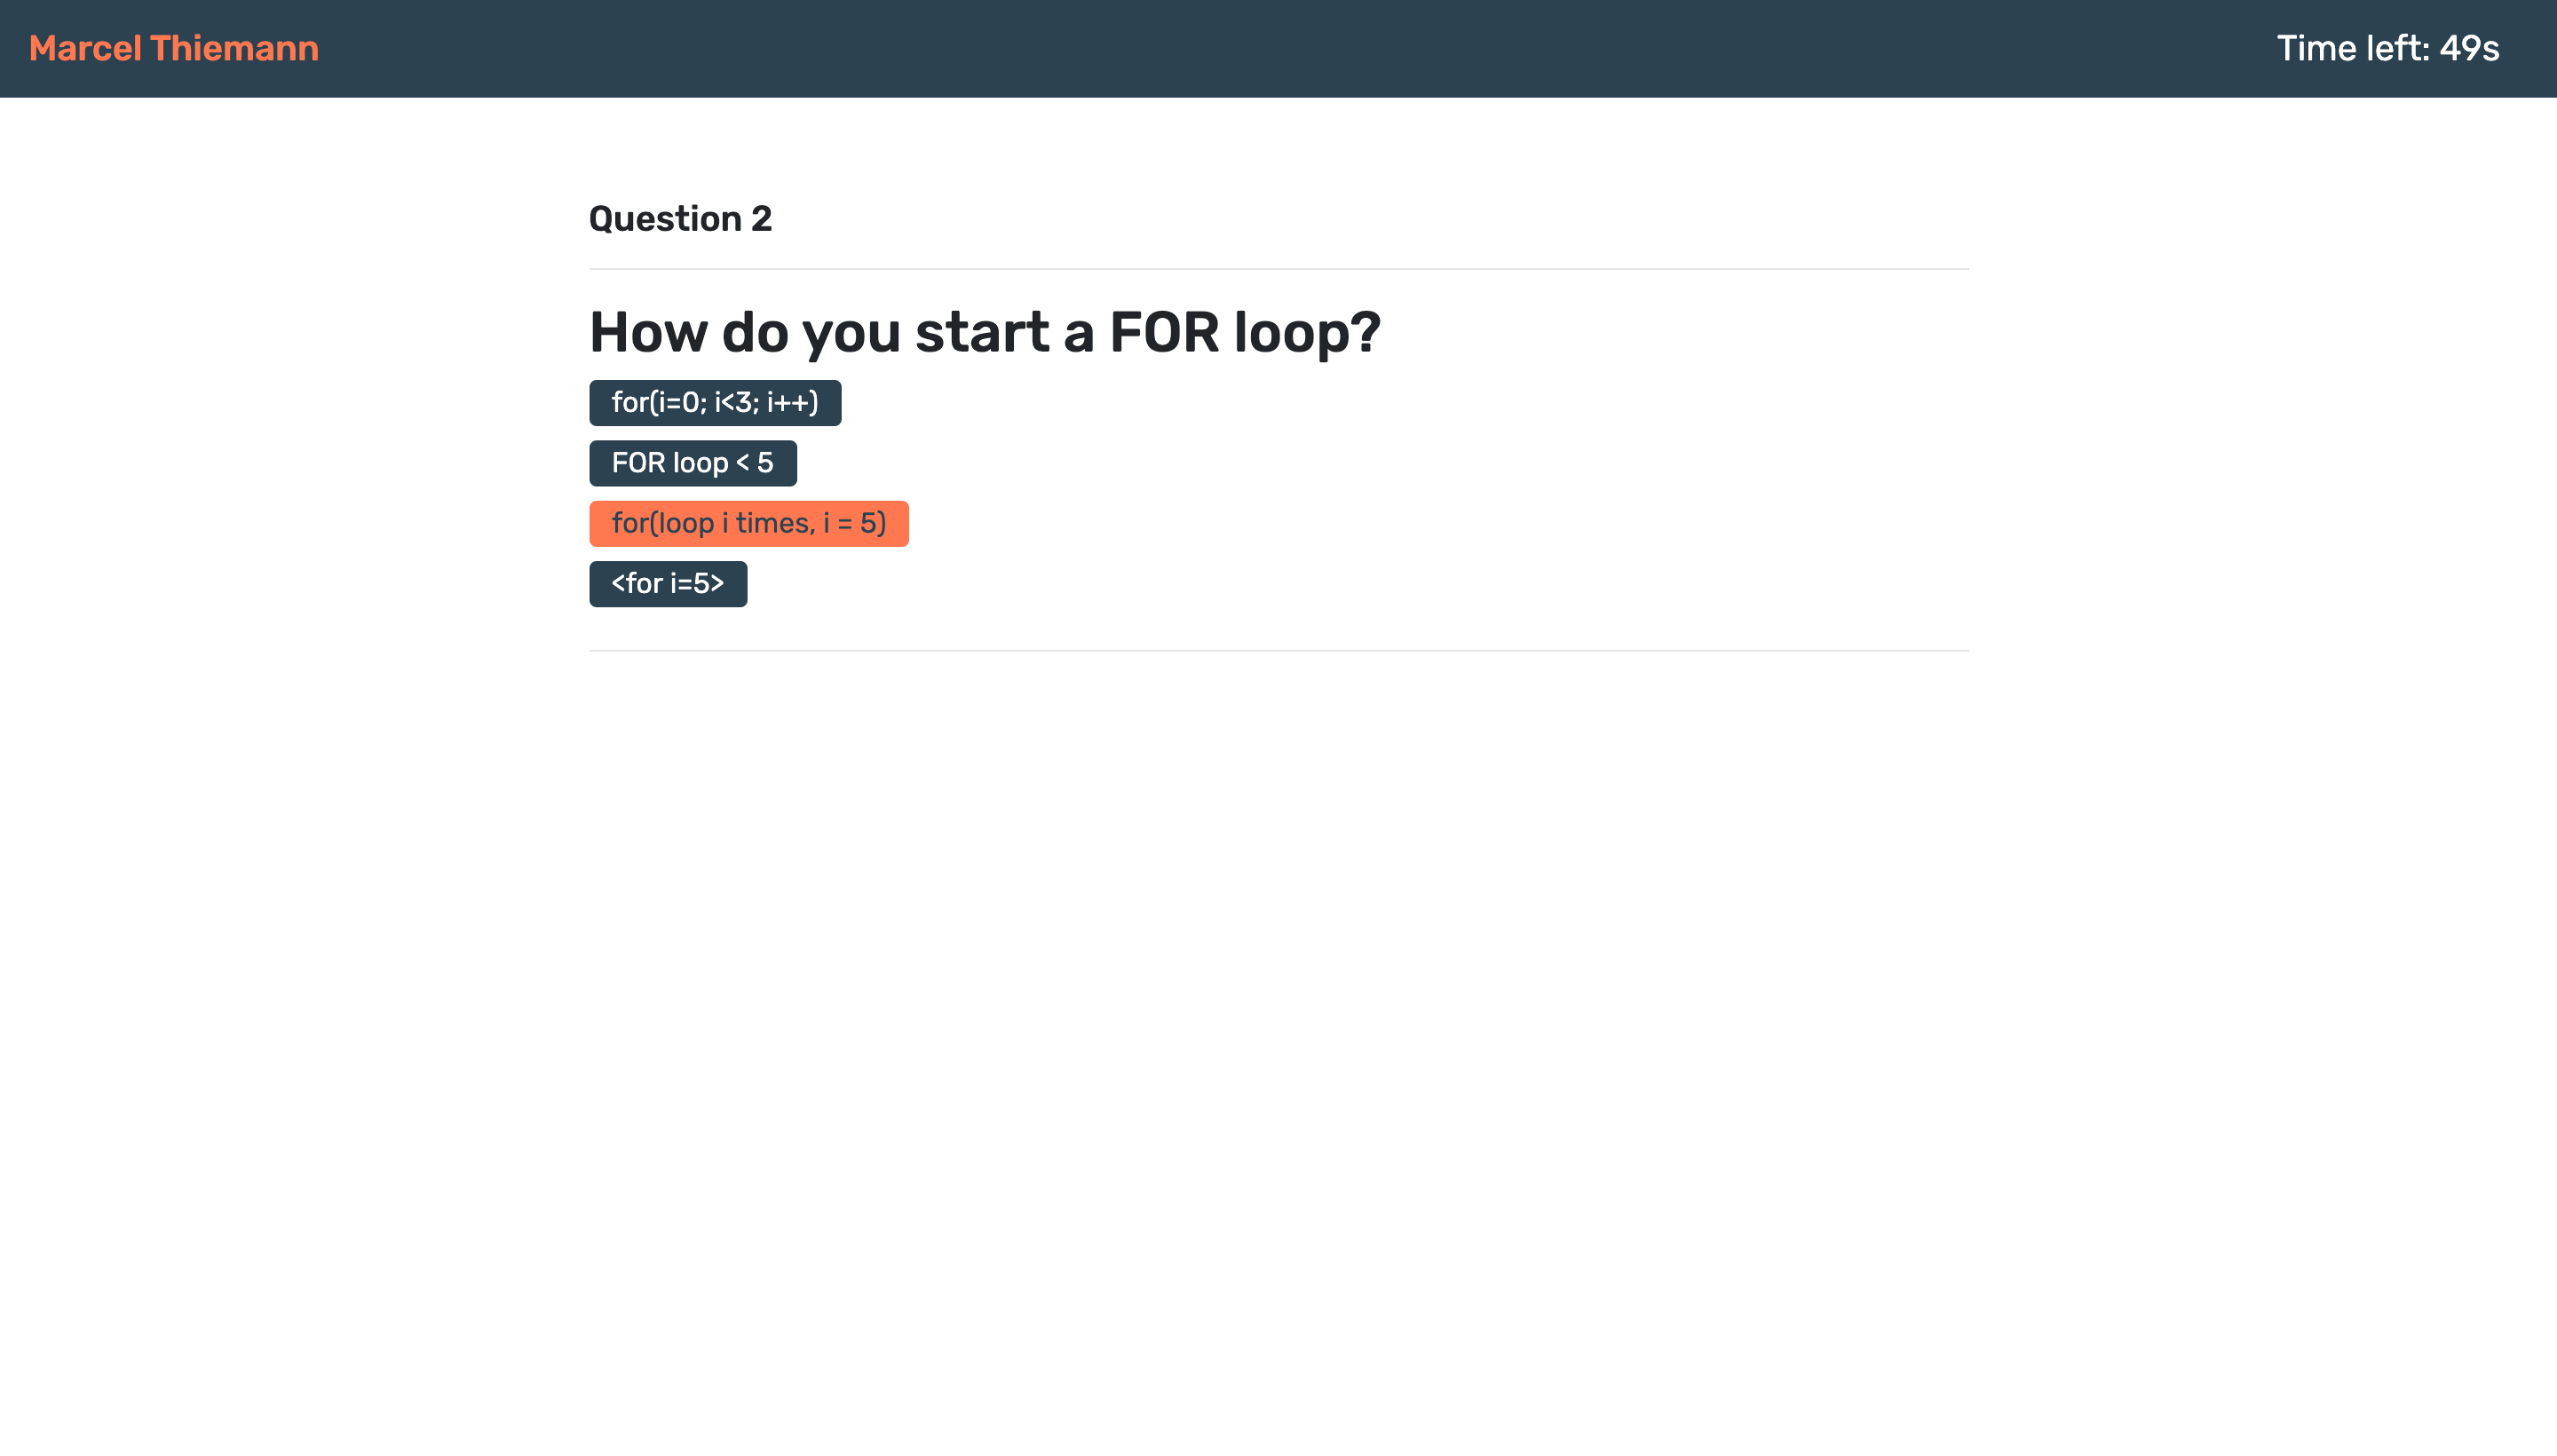 Marcel Thiemann
Time left: 49s
Question 2
How do you start a FOR loop?
for(i=0; i<3; i++)
FOR loop < 5
for(loop i times, i = 5)
<for i=5>